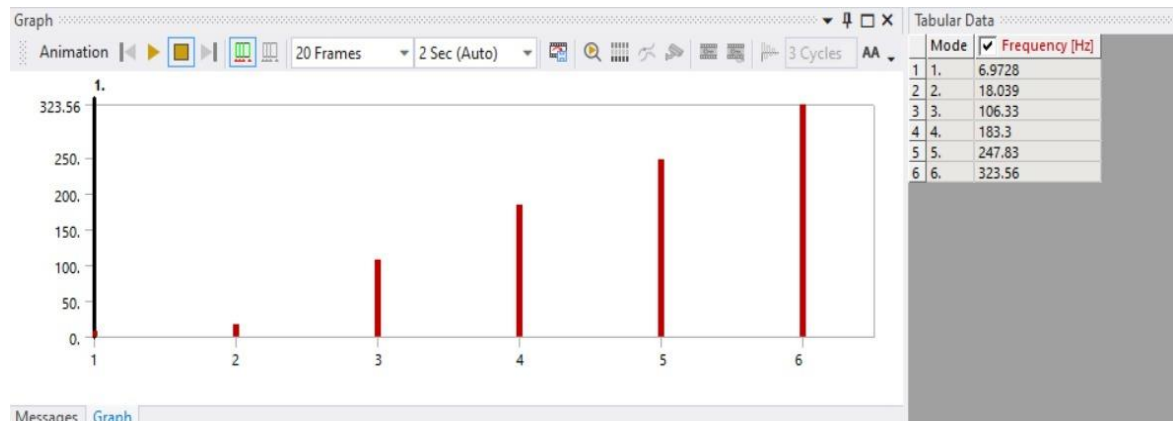 Graph
Animation 20 Frames 2 Sec (Auto) 3 Cycles AA
1.
323.56
250.
200.
150.
100.
50.
0.
1 2 3 4 5 6
Messages Graph
Tabular Data
Mode Frequency [Hz]
1 1. 6.9728
2 2. 18.039
3 3. 106.33
4 4. 183.3
5 5. 247.83
6 6. 323.56